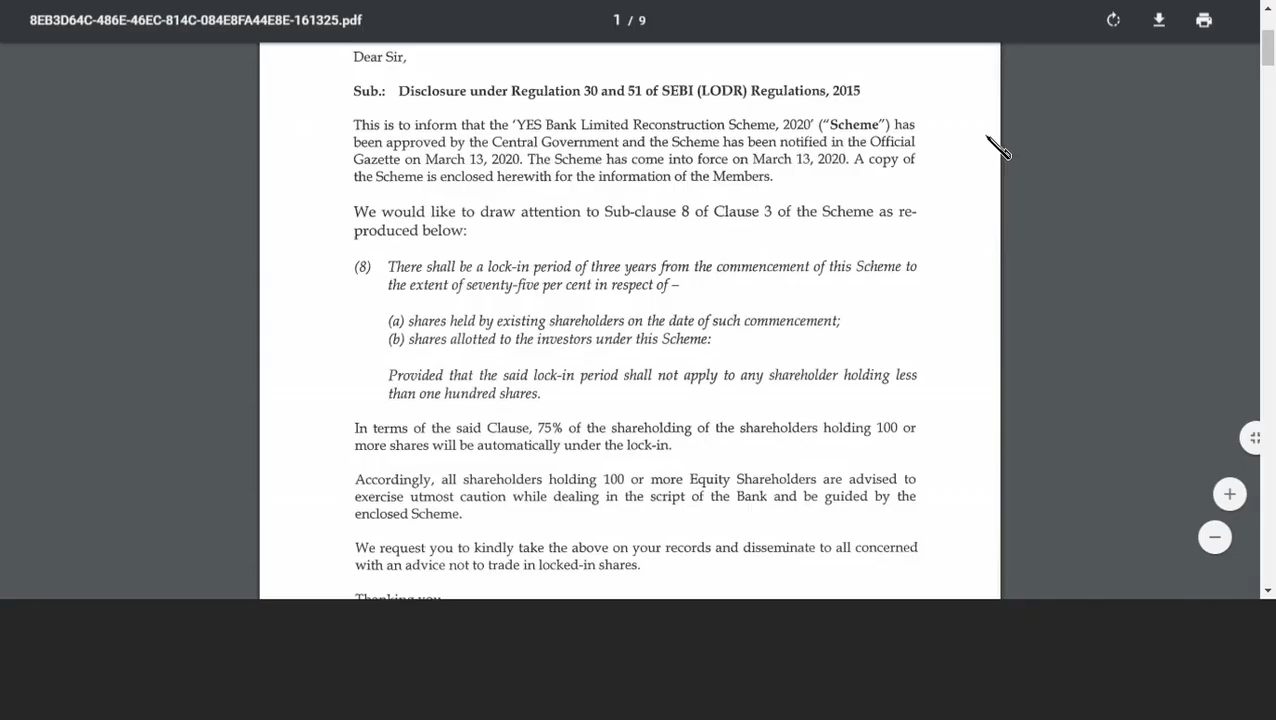 8EB3D64C-486E-46EC-814C-084E8FA44E8E-161325.pdf
1 / 9
Dear Sir,
Sub.: Disclosure under Regulation 30 and 51 of SEBI (LODR) Regulations, 2015
This is to inform that the 'YES Bank Limited Reconstruction Scheme, 2020' ("Scheme") has
been approved by the Central Government and the Scheme has been notified in the Official
Gazette on March 13, 2020. The Scheme has come into force on March 13, 2020. A copy of
the Scheme is enclosed herewith for the information of the Members.
We would like to draw attention to Sub-clause 8 of Clause 3 of the Scheme as re-
produced below:
(8) There shall be a lock-in period of three years from the commencement of this Scheme to
the extent of seventy-five per cent in respect of –
(a) shares held by existing shareholders on the date of such commencement;
(b) shares allotted to the investors under this Scheme:
Provided that the said lock-in period shall not apply to any shareholder holding less
than one hundred shares.
In terms of the said Clause, 75% of the shareholding of the shareholders holding 100 or
more shares will be automatically under the lock-in.
Accordingly, all shareholders holding 100 or more Equity Shareholders are advised to
exercise utmost caution while dealing in the script of the Bank and be guided by the
enclosed Scheme.
We request you to kindly take the above on your records and disseminate to all concerned
with an advice not to trade in locked-in shares.
Thanking you